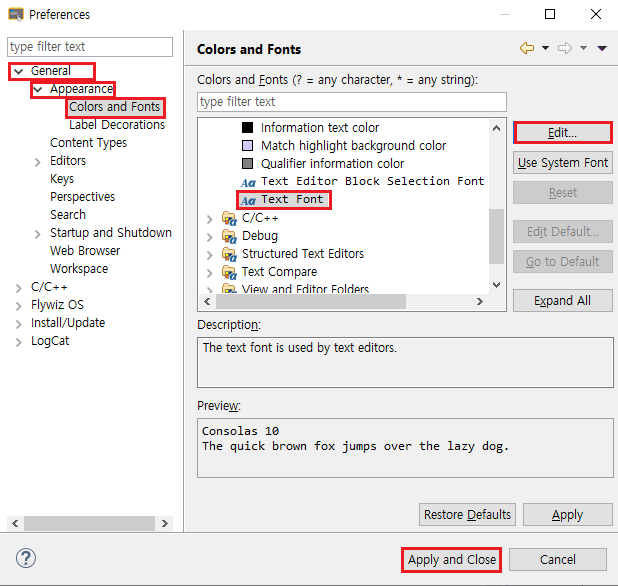 Preferences
type filter text
General
Appearance
Colors and Fonts
Label Decorations
Content Types
Editors
Keys
Perspectives
Search
Startup and Shutdown
Web Browser
Workspace
C/C++
Flywiz OS
Install/Update
LogCat
Colors and Fonts
Colors and Fonts (? = any character, * = any string):
type filter text
Information text color
Match highlight background color
Qualifier information color
Aa Text Editor Block Selection Font
Aa Text Font
C/C++
Debug
Structured Text Editors
Text Compare
View and Editor Folders
Edit...
Use System Font
Reset
Edit Default...
Go to Default
Expand All
Description:
The text font is used by text editors.
Preview:
Consolas 10
The quick brown fox jumps over the lazy dog.
Restore Defaults
Apply
?
Apply and Close
Cancel